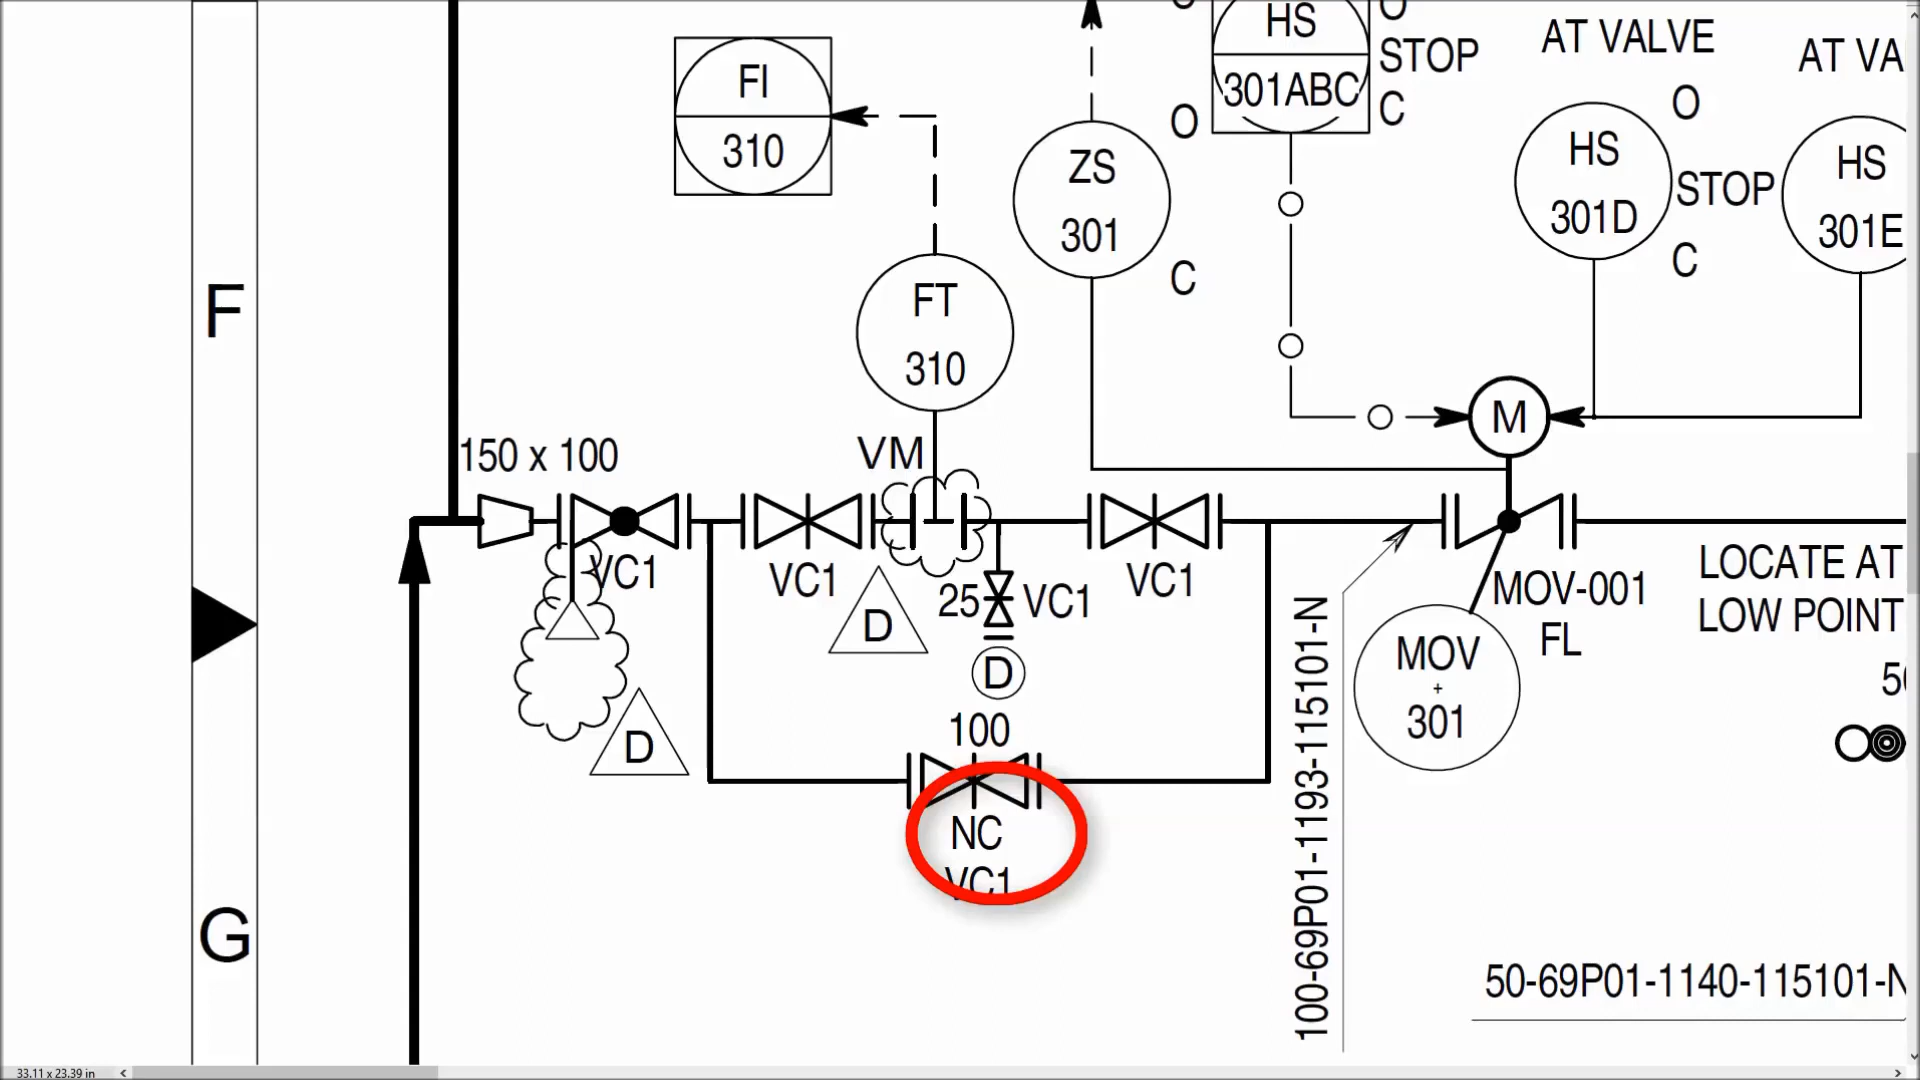 HS
301ABC
O
STOP
C
AT VALVE
AT VA
FI
310
ZS
301
O
C
HS
301D
O
STOP
C
HS
301E
F
FT
310
M
150 x 100
VM
VC1
VC1
VC1
25
VC1
D
D
D
MOV-001
FL
MOV
+
301
LOCATE AT
LOW POINT
50
100
NC
VC1
100-69P01-1193-115101-N
G
50-69P01-1140-115101-N
33.11 x 23.39 in